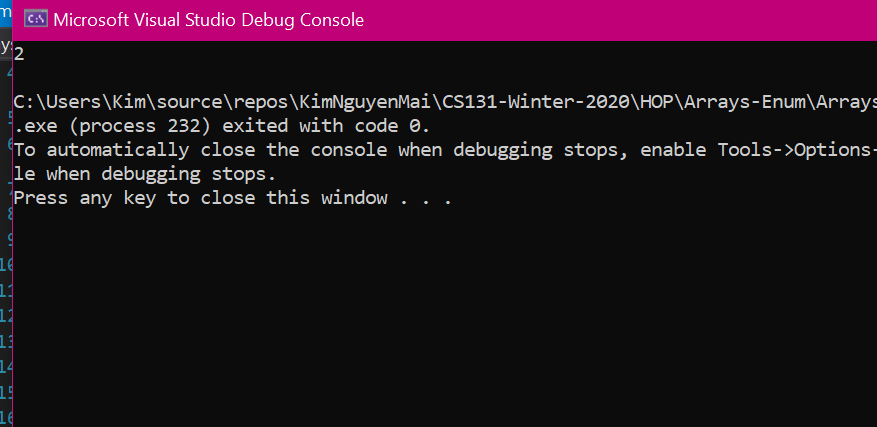 Microsoft Visual Studio Debug Console
2
C:\Users\Kim\source\repos\KimNguyenMai\CS131-Winter-2020\HOP\Arrays-Enum\Arrays
.exe (process 232) exited with code 0.
To automatically close the console when debugging stops, enable Tools->Options-
le when debugging stops.
Press any key to close this window . . .